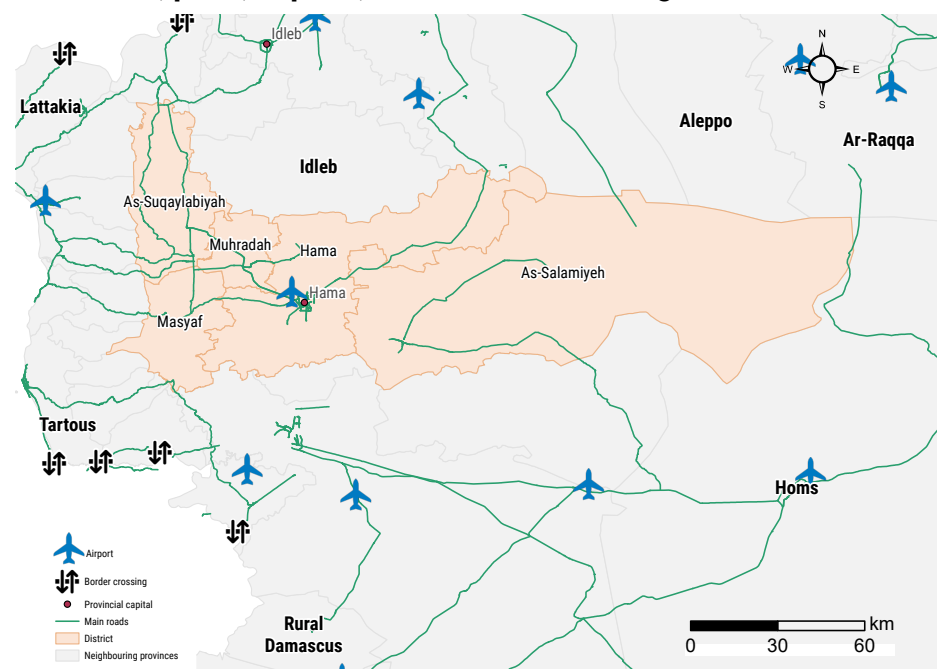 Idleb
N
W
E
S
Lattakia
Aleppo
Ar-Raqqa
Idleb
As-Suqaylabiyah
Muhradah
Hama
As-Salamiyeh
Hama
Masyaf
Tartous
Homs
Airport
Border crossing
Provincial capital
Main roads
District
Neighbouring provinces
Rural
Damascus
km
0
30
60